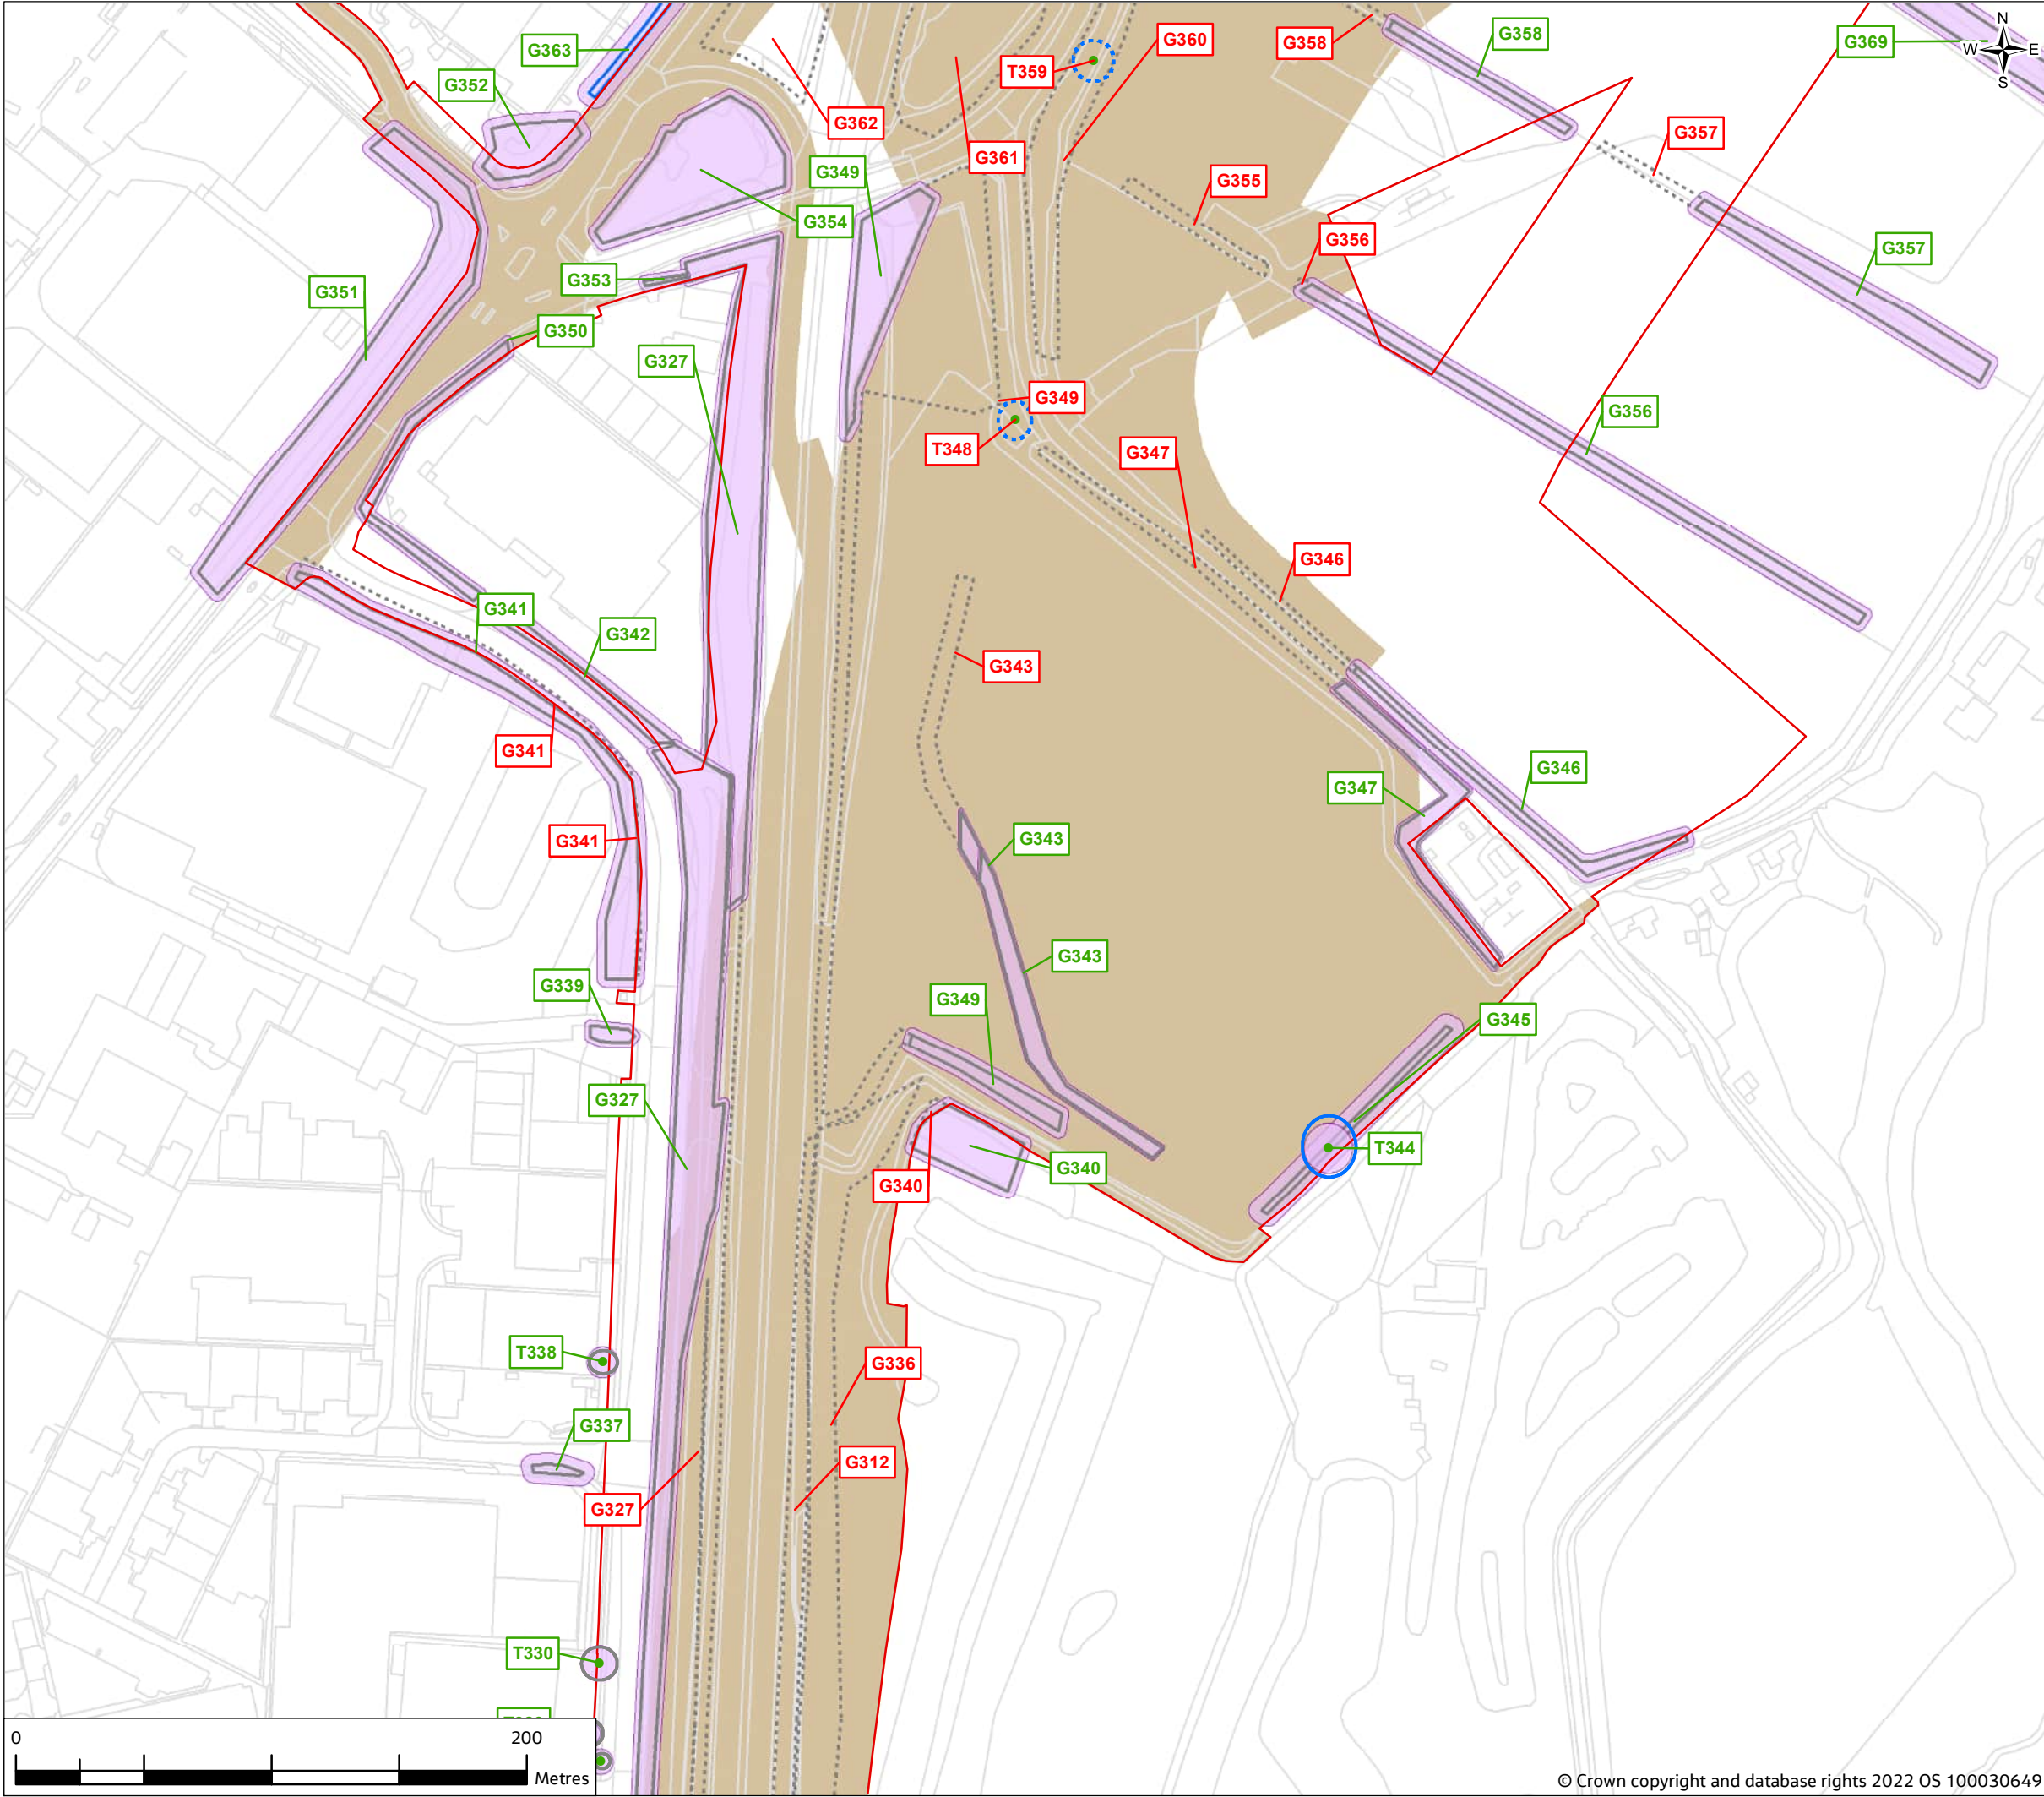 G363
G352
G362
T359
G360
G358
G358
G369
N
W
E
S
G361
G357
G349
G354
G355
G356
G357
G351
G353
G350
G327
G349
T348
G347
G356
G346
G341
G342
G343
G341
G346
G347
G341
G343
G343
G339
G349
G345
G327
G340
G340
T344
T338
G336
G337
G312
G327
T330
0
200
Metres
© Crown copyright and database rights 2022 OS 100030649